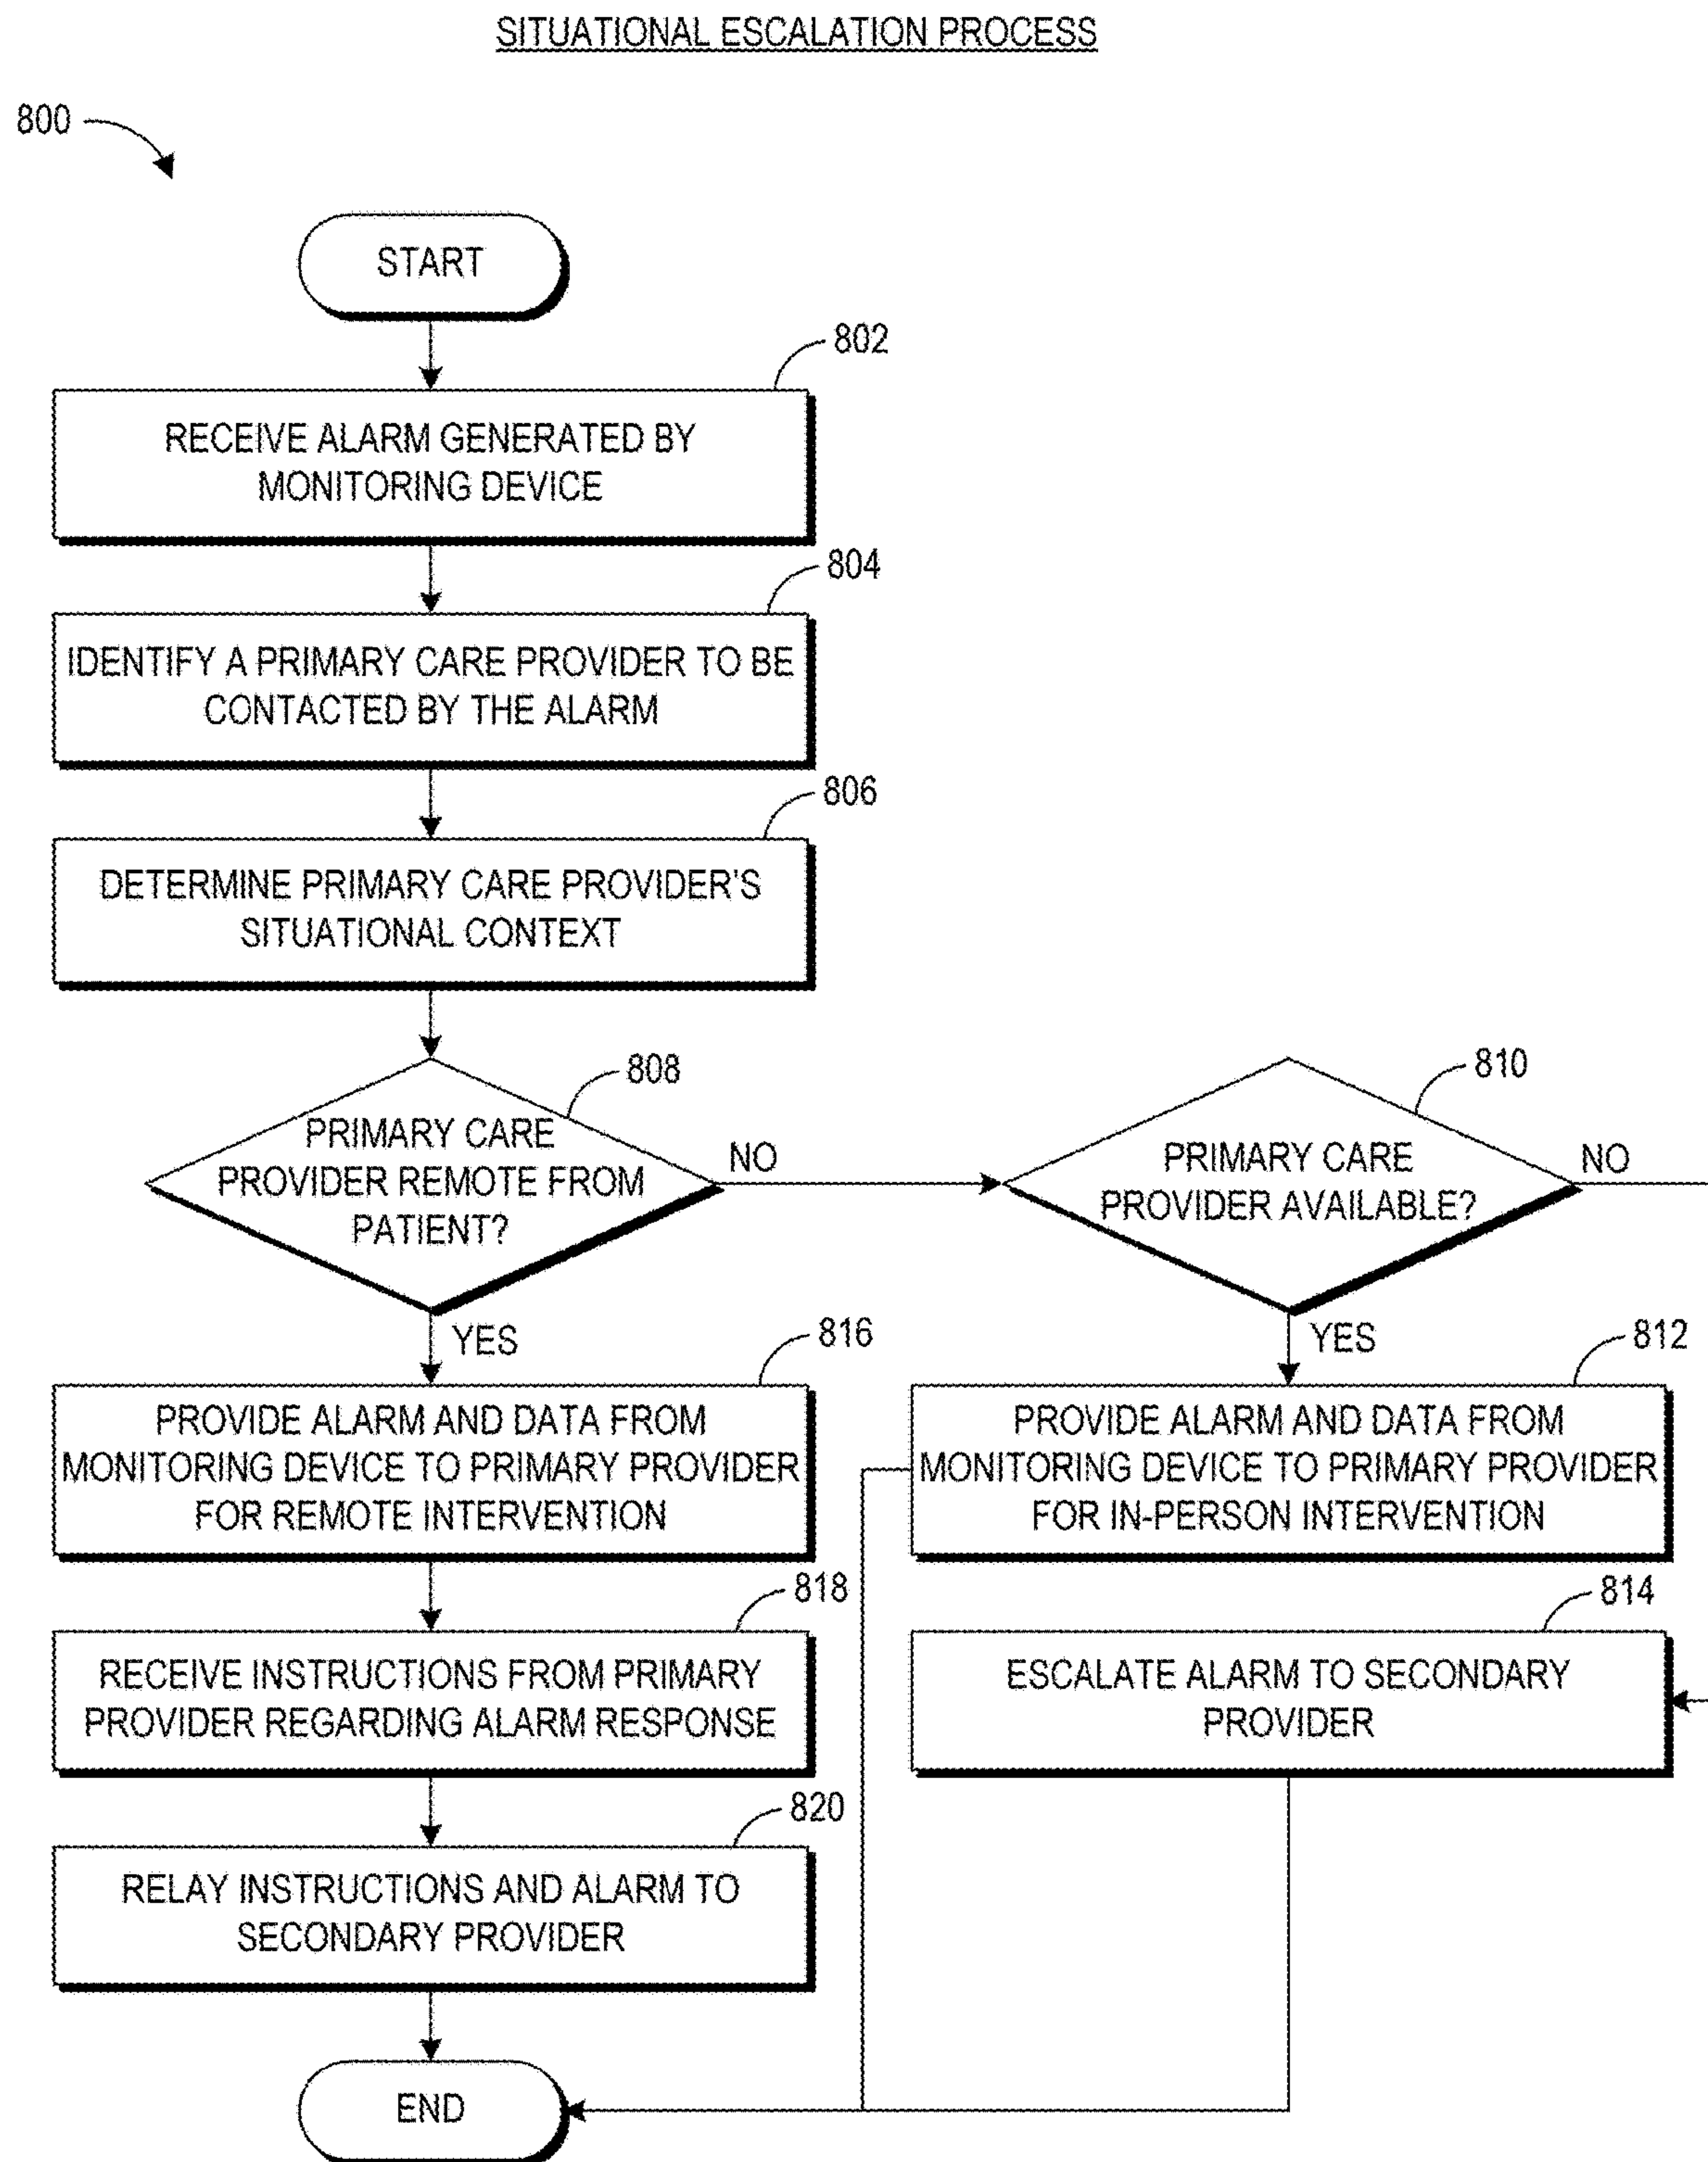 SITUATIONAL ESCALATION PROCESS
800
START
802
RECEIVE ALARM GENERATED BY
MONITORING DEVICE
804
IDENTIFY A PRIMARY CARE PROVIDER TO BE
CONTACTED BY THE ALARM
806
DETERMINE PRIMARY CARE PROVIDER'S
SITUATIONAL CONTEXT
808
PRIMARY CARE
PROVIDER REMOTE FROM
PATIENT?
NO
YES
810
PRIMARY CARE
PROVIDER AVAILABLE?
NO
YES
816
PROVIDE ALARM AND DATA FROM
MONITORING DEVICE TO PRIMARY PROVIDER
FOR REMOTE INTERVENTION
812
PROVIDE ALARM AND DATA FROM
MONITORING DEVICE TO PRIMARY PROVIDER
FOR IN-PERSON INTERVENTION
818
RECEIVE INSTRUCTIONS FROM PRIMARY
PROVIDER REGARDING ALARM RESPONSE
814
ESCALATE ALARM TO SECONDARY
PROVIDER
820
RELAY INSTRUCTIONS AND ALARM TO
SECONDARY PROVIDER
END